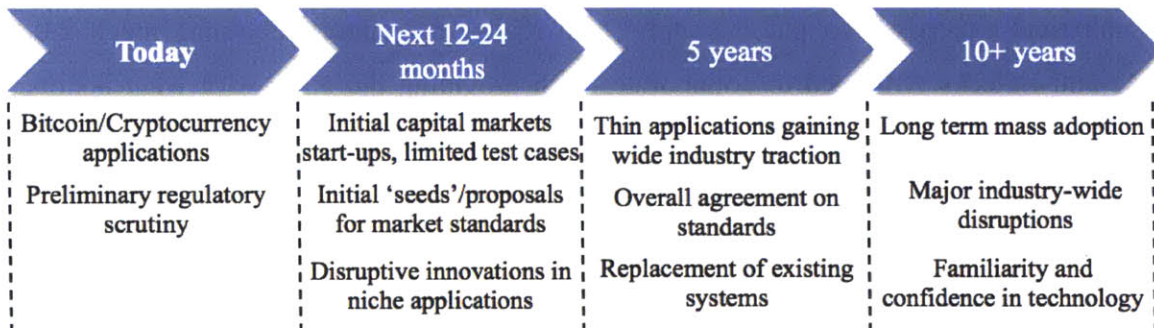 Today
Bitcoin/Cryptocurrency
applications
Preliminary regulatory
scrutiny
Next 12-24
months
Initial capital markets
start-ups, limited test cases
Initial ‘seeds’/proposals
for market standards
Disruptive innovations in
niche applications
5 years
Thin applications gaining
wide industry traction
Overall agreement on
standards
Replacement of existing
systems
10+ years
Long term mass adoption
Major industry-wide
disruptions
Familiarity and
confidence in technology